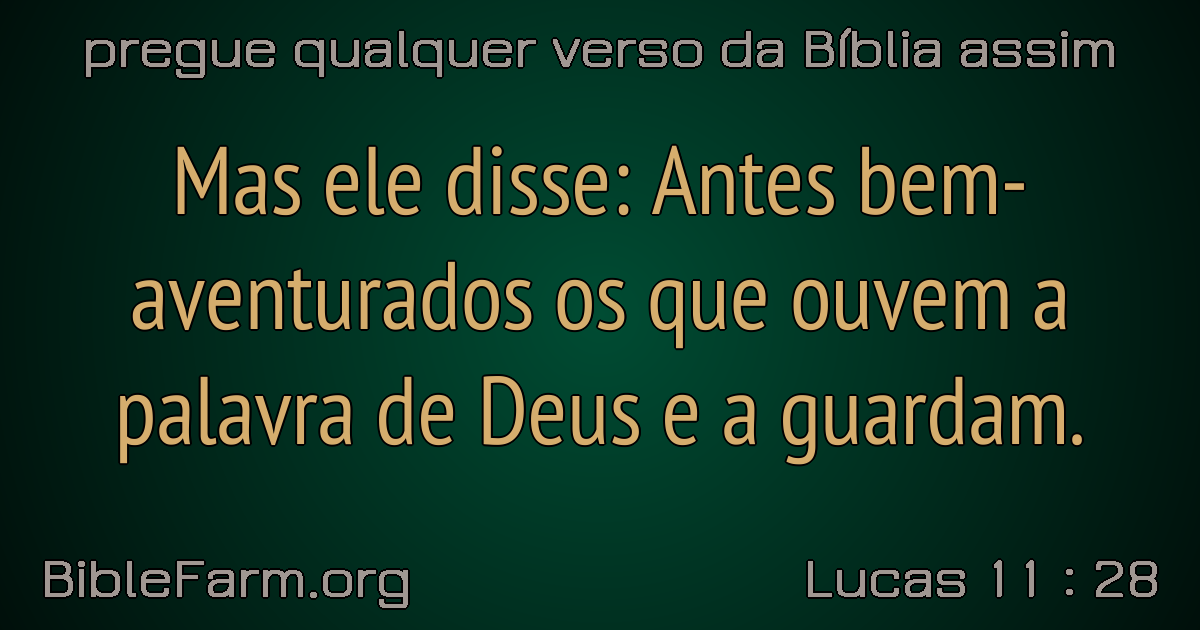 pregue qualquer verso da Bíblia assim
Mas ele disse: Antes bem-
aventurados os que ouvem a
palavra de Deus e a guardam.
BibleFarm.org
Lucas 11 : 28